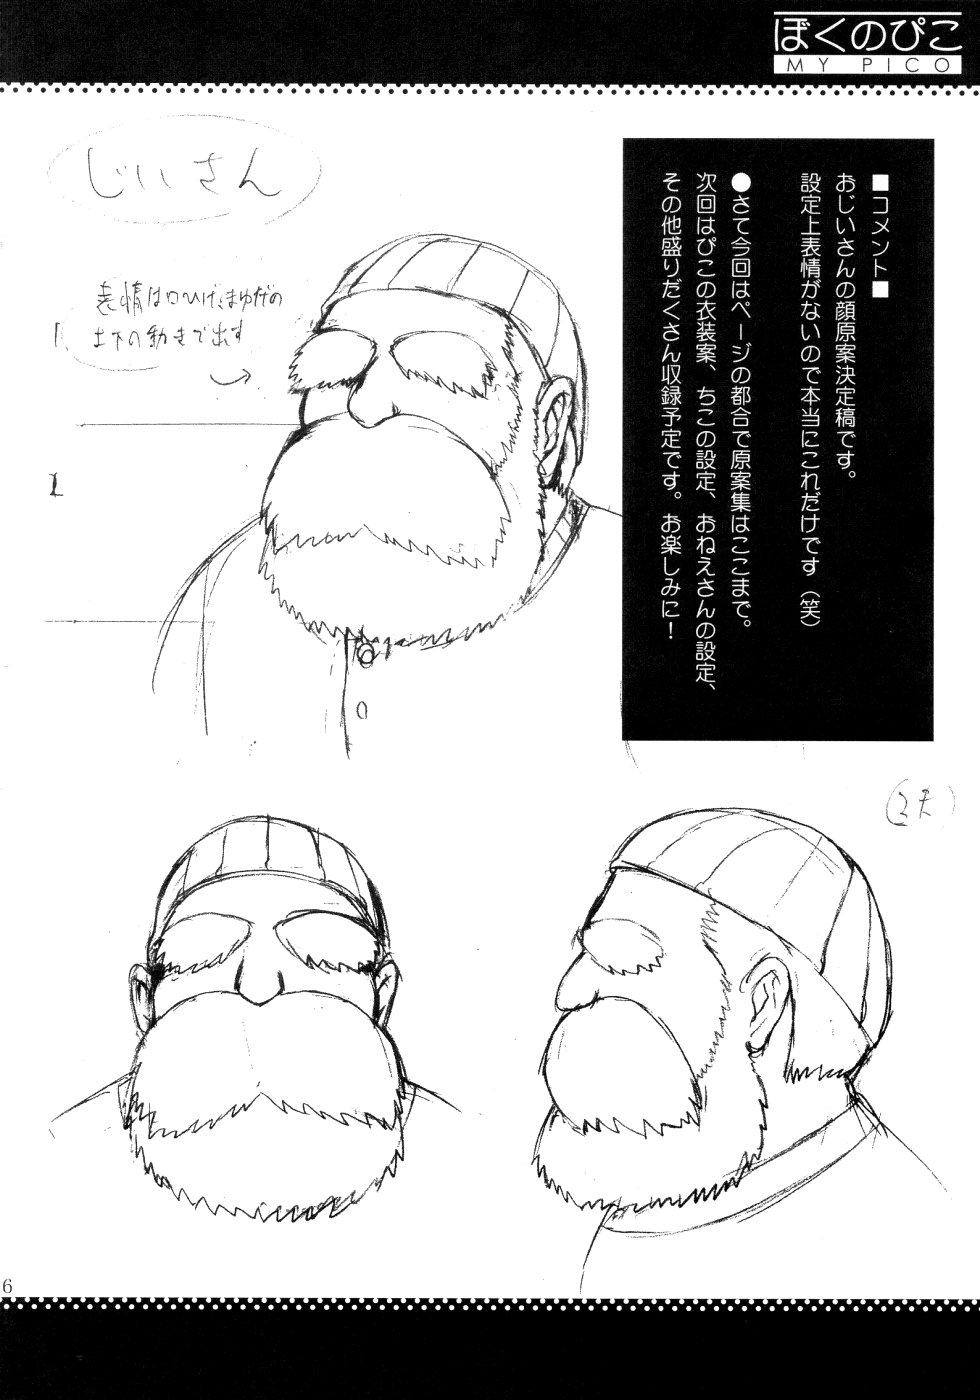 ぼくのぴこ
MY PICO
じいさん
表情は口ひげとまゆ毛の
上下の動きで出す
■コメント■
おじいさんの顔原案決定稿です。
設定上表情がないので本当にこれだけです（笑）
●さて今回はページの都合で原案集はここまで。
次回はぴこの衣装案、ちこの設定、おねえさんの設定、
その他盛りだくさん収録予定です。お楽しみに！
6